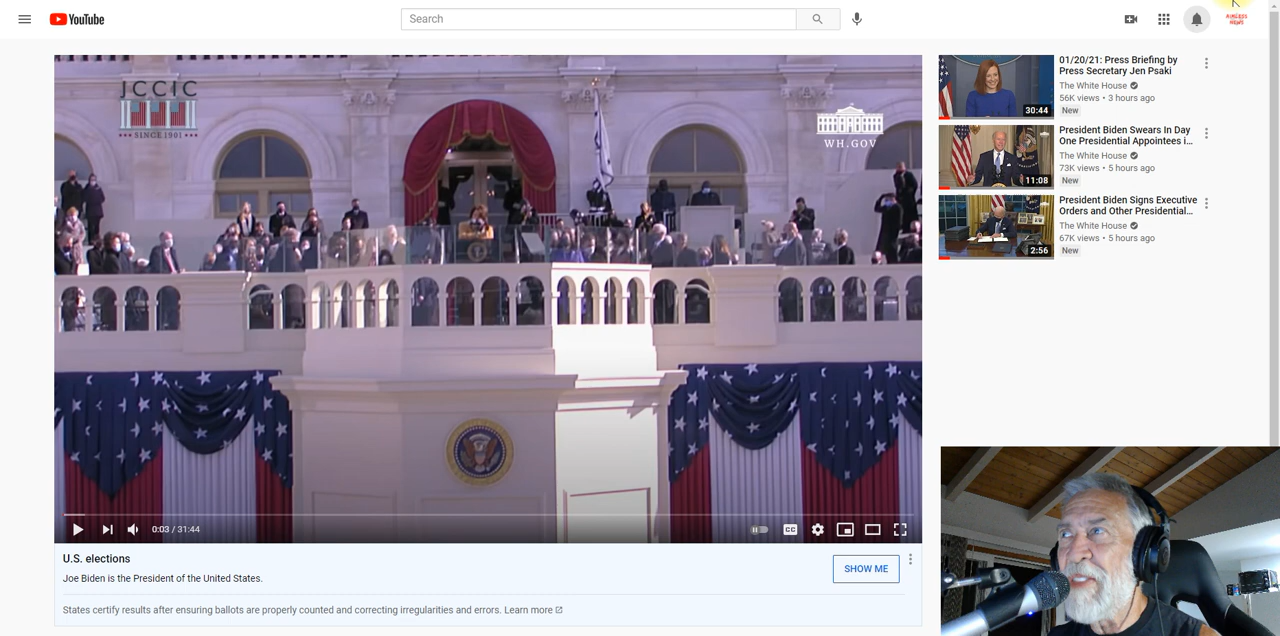 YouTube
Search
AIMLESS
NEWS
JCCIC
SINCE 1901
WH.GOV
0:03 / 31:44
CC
U.S. elections
Joe Biden is the President of the United States.
SHOW ME
States certify results after ensuring ballots are properly counted and correcting irregularities and errors. Learn more
30:44
01/20/21: Press Briefing by
Press Secretary Jen Psaki
The White House
56K views • 3 hours ago
New
11:08
President Biden Swears In Day
One Presidential Appointees i...
The White House
73K views • 5 hours ago
New
2:56
President Biden Signs Executive
Orders and Other Presidential...
The White House
67K views • 5 hours ago
New